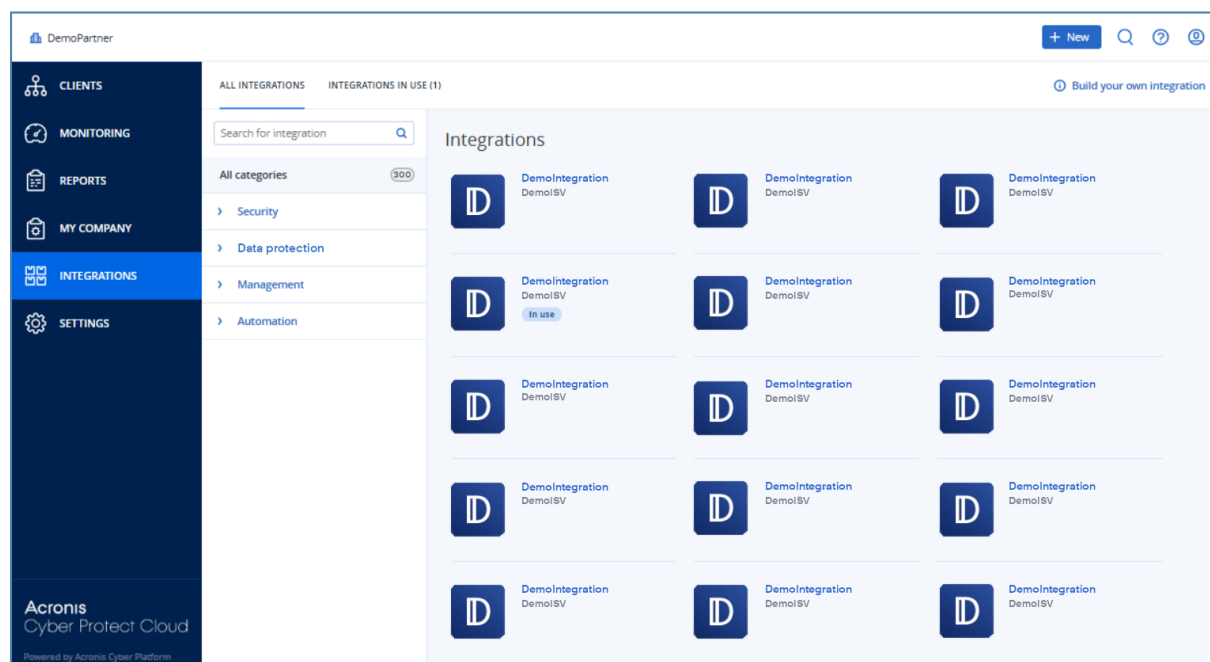 DemoPartner
+ New
CLIENTS
MONITORING
REPORTS
MY COMPANY
INTEGRATIONS
SETTINGS
Acronis
Cyber Protect Cloud
Powered by Acronis Cyber Platform
ALL INTEGRATIONS INTEGRATIONS IN USE (1)
Build your own integration
Search for integration
All categories 300
Security
Data protection
Management
Automation
Integrations
D DemoIntegration D DemoIntegration D DemoIntegration
DemoISV DemoISV DemoISV
D DemoIntegration D DemoIntegration D DemoIntegration
DemoISV DemoISV DemoISV
In use
D DemoIntegration D DemoIntegration D DemoIntegration
DemoISV DemoISV DemoISV
D DemoIntegration D DemoIntegration D DemoIntegration
DemoISV DemoISV DemoISV
D DemoIntegration D DemoIntegration D DemoIntegration
DemoISV DemoISV DemoISV